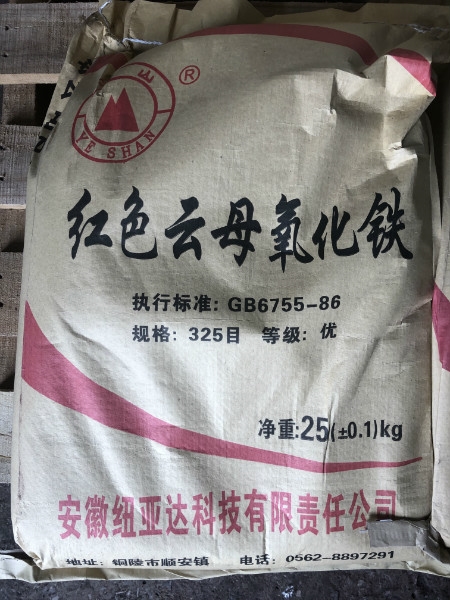 山
YE SHAN
®
红色云母氧化铁
执行标准: GB6755-86
规格: 325目 等级: 优
净重:25(±0.1)kg
安徽纽亚达科技有限责任公司
地址: 铜陵市顺安镇 电话: 0562-8897291